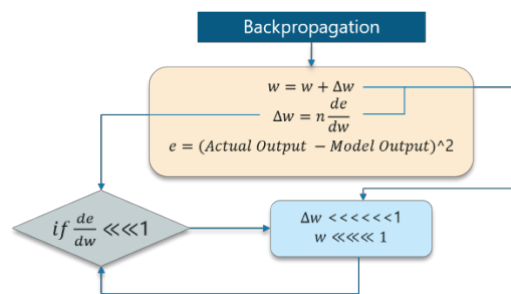 Backpropagation
w = w + Δw
Δw = n de/dw
e = (Actual Output − Model Output)^2
if de/dw ⋘1
Δw <<<<<<1
w ⋘< 1